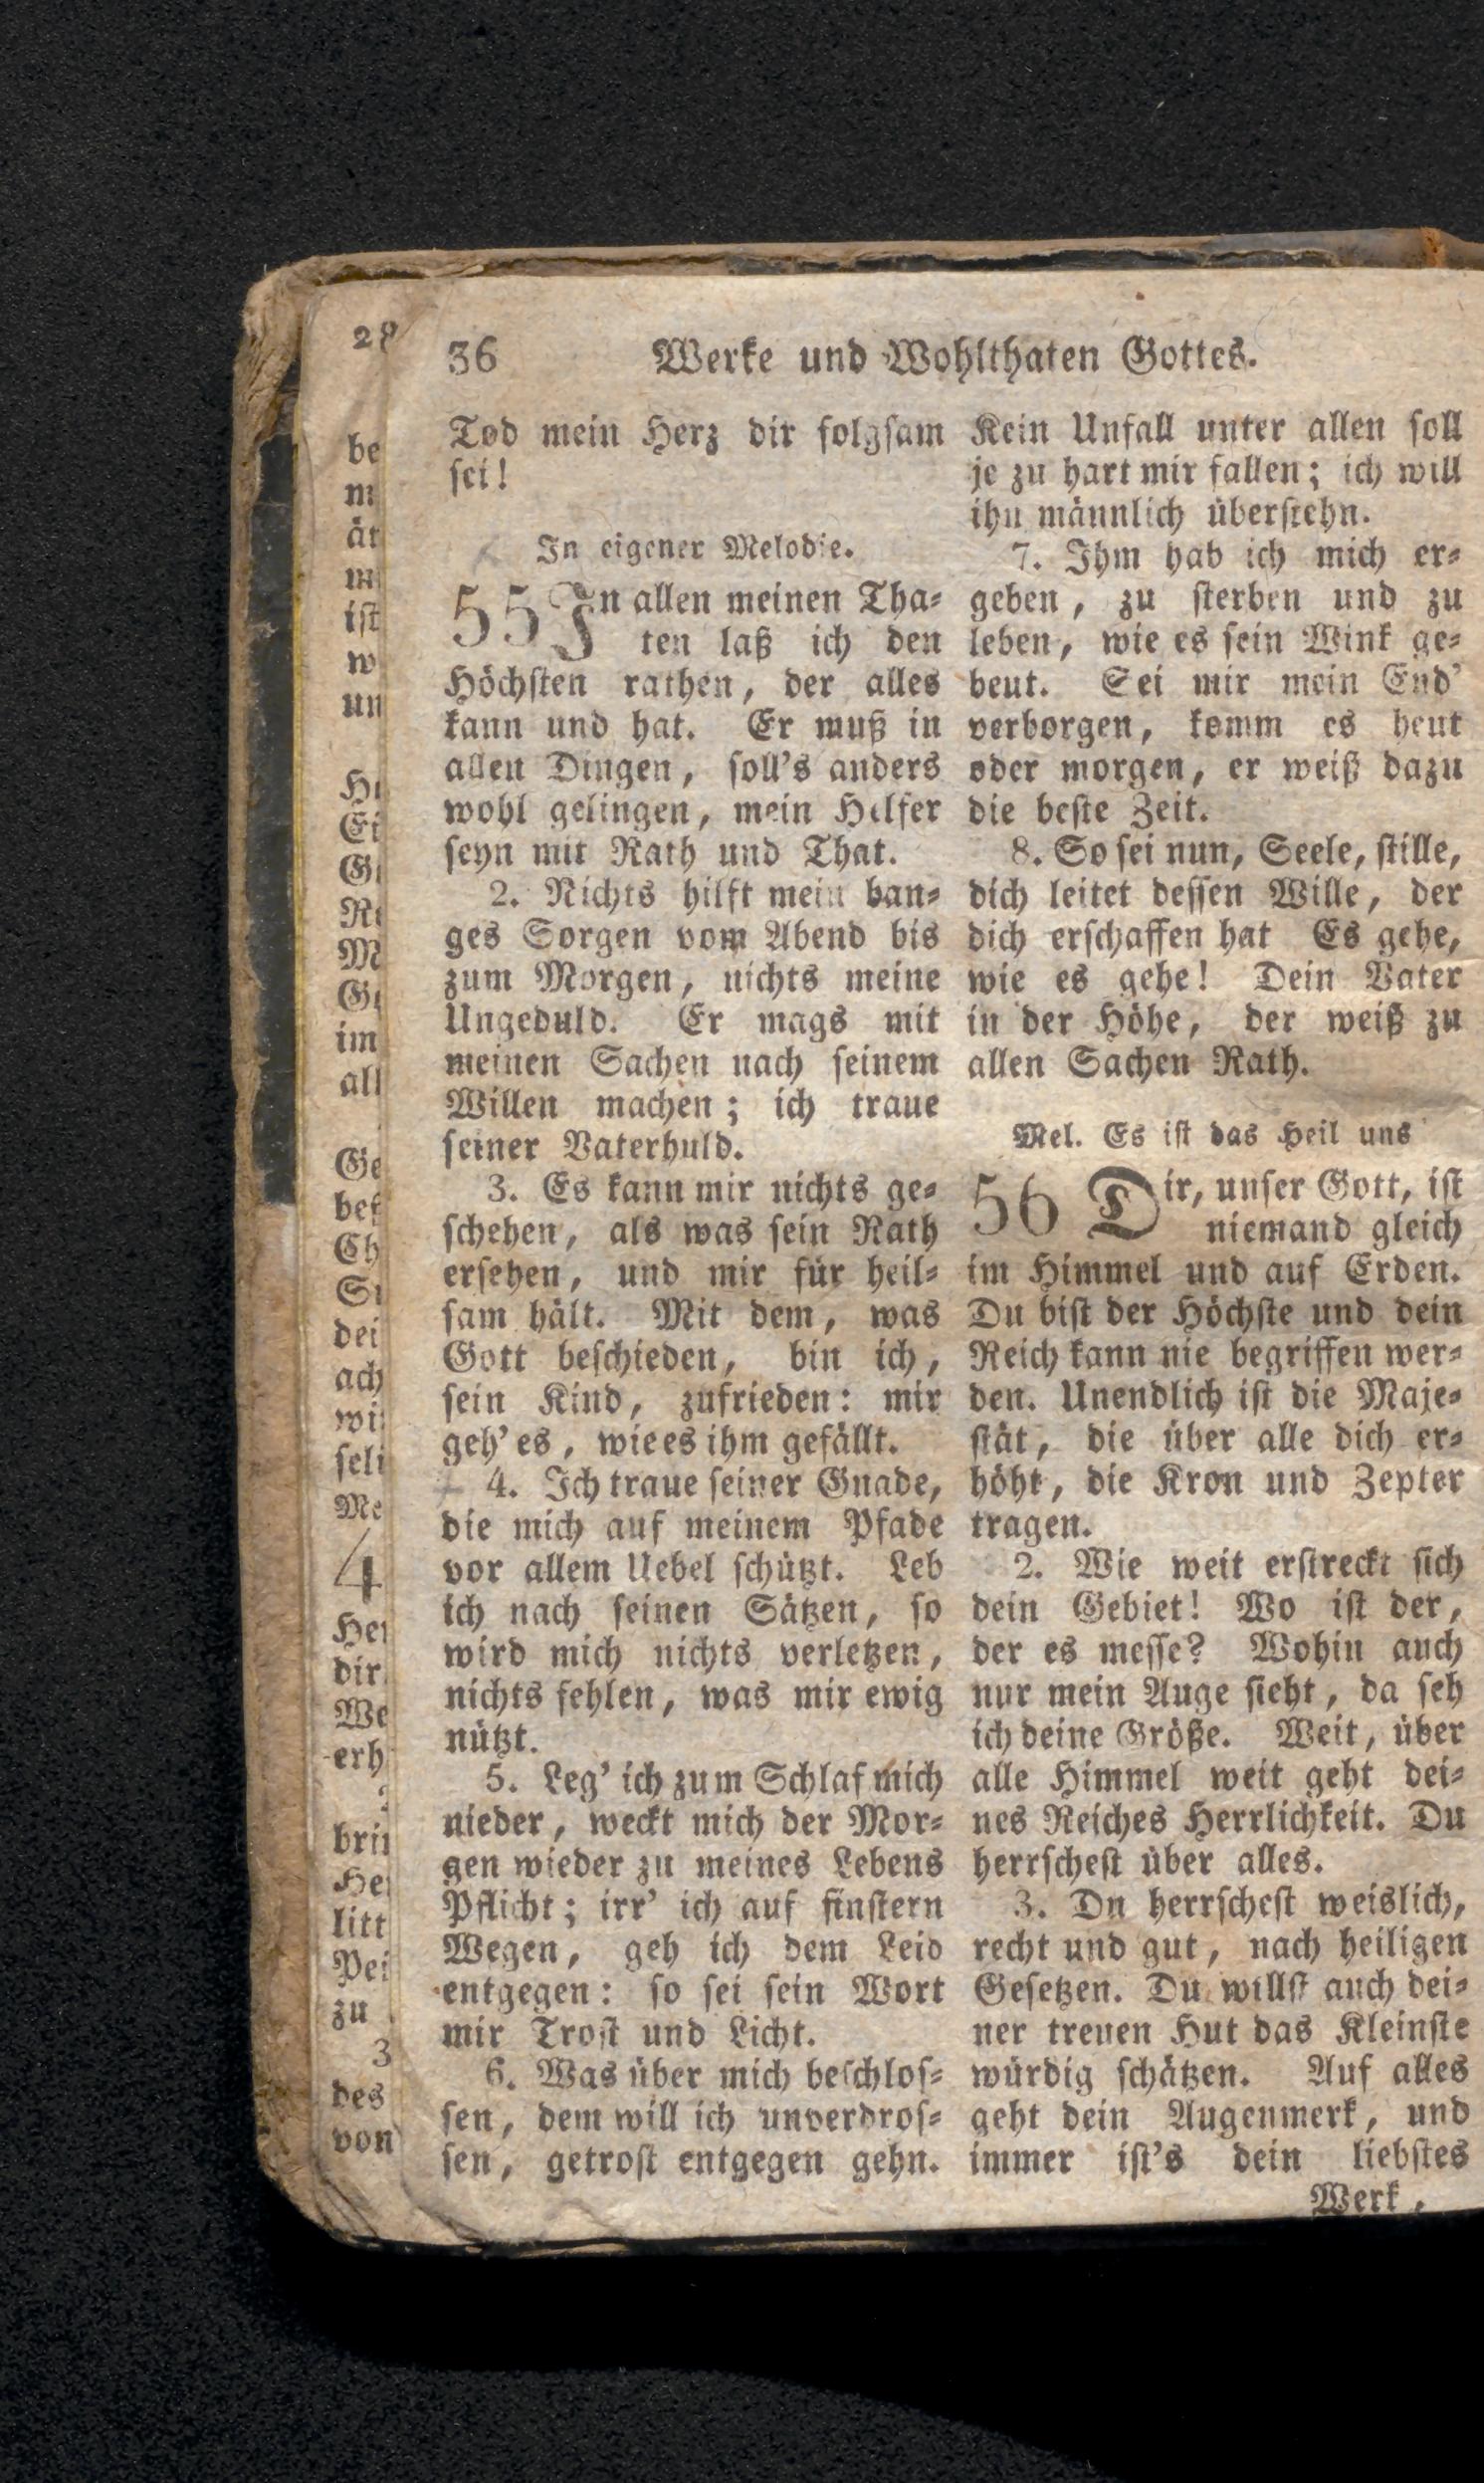 36 Werke und Wohlthaten Gottes.
Tod mein Herz dir folgsam
sei!
In eigener Melodie.
55 In allen meinen Tha-
ten laß ich den
Höchsten rathen, der alles
kann und hat. Er muß in
allen Dingen, soll's anders
wohl gelingen, mein Helfer
seyn mit Rath und That.
2. Nichts hilft mein ban-
ges Sorgen vom Abend bis
zum Morgen, nichts meine
Ungeduld. Er mags mit
meinen Sachen nach seinem
Willen machen; ich traue
seiner Vaterhuld.
3. Es kann mir nichts ge-
schehen, als was sein Rath
ersehen, und mir für heil-
sam hält. Mit dem, was
Gott beschieden, bin ich,
sein Kind, zufrieden: mir
geh' es, wie es ihm gefällt.
4. Ich traue seiner Gnade,
die mich auf meinem Pfade
vor allem Uebel schützt. Leb
ich nach seinen Sätzen, so
wird mich nichts verletzen,
nichts fehlen, was mir ewig
nützt.
5. Leg' ich zum Schlaf mich
nieder, weckt mich der Mor-
gen wieder zu meines Lebens
Pflicht; irr' ich auf finstern
Wegen, geh ich dem Leid
entgegen: so sei sein Wort
mir Trost und Licht.
6. Was über mich beschlos-
sen, dem will ich unverdros-
sen, getrost entgegen gehn.
Kein Unfall unter allen soll
je zu hart mir fallen; ich will
ihn männlich überstehn.
7. Ihm hab ich mich er-
geben, zu sterben und zu
leben, wie es sein Wink ge-
beut. Sei mir mein End'
verborgen, komm es heut
oder morgen, er weiß dazu
die beste Zeit.
8. So sei nun, Seele, stille,
dich leitet dessen Wille, der
dich erschaffen hat Es gehe,
wie es gehe! Dein Vater
in der Höhe, der weiß zu
allen Sachen Rath.
Mel. Es ist das Heil uns
56 Dir, unser Gott, ist
niemand gleich
im Himmel und auf Erden.
Du bist der Höchste und dein
Reich kann nie begriffen wer-
den. Unendlich ist die Maje-
stät, die über alle dich er-
höht, die Kron und Zepter
tragen.
2. Wie weit erstreckt sich
dein Gebiet! Wo ist der,
der es messe? Wohin auch
nur mein Auge sieht, da seh
ich deine Größe. Weit, über
alle Himmel weit geht dei-
nes Reiches Herrlichkeit. Du
herrschest über alles.
3. Du herrschest weislich,
recht und gut, nach heiligen
Gesetzen. Du willst auch dei-
ner treuen Hut das Kleinste
würdig schätzen. Auf alles
geht dein Augenmerk, und
immer ist's dein liebstes
Werk,